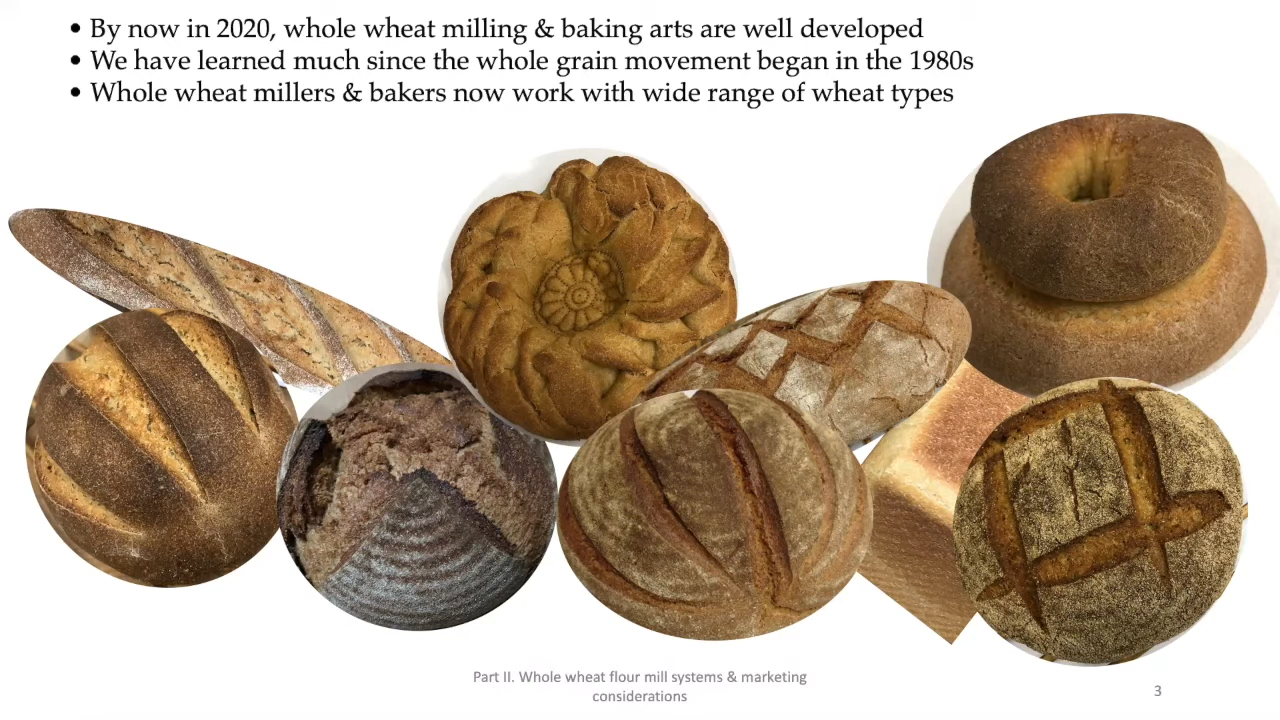 • By now in 2020, whole wheat milling & baking arts are well developed
• We have learned much since the whole grain movement began in the 1980s
• Whole wheat millers & bakers now work with wide range of wheat types
Part II. Whole wheat flour mill systems & marketing
considerations
3